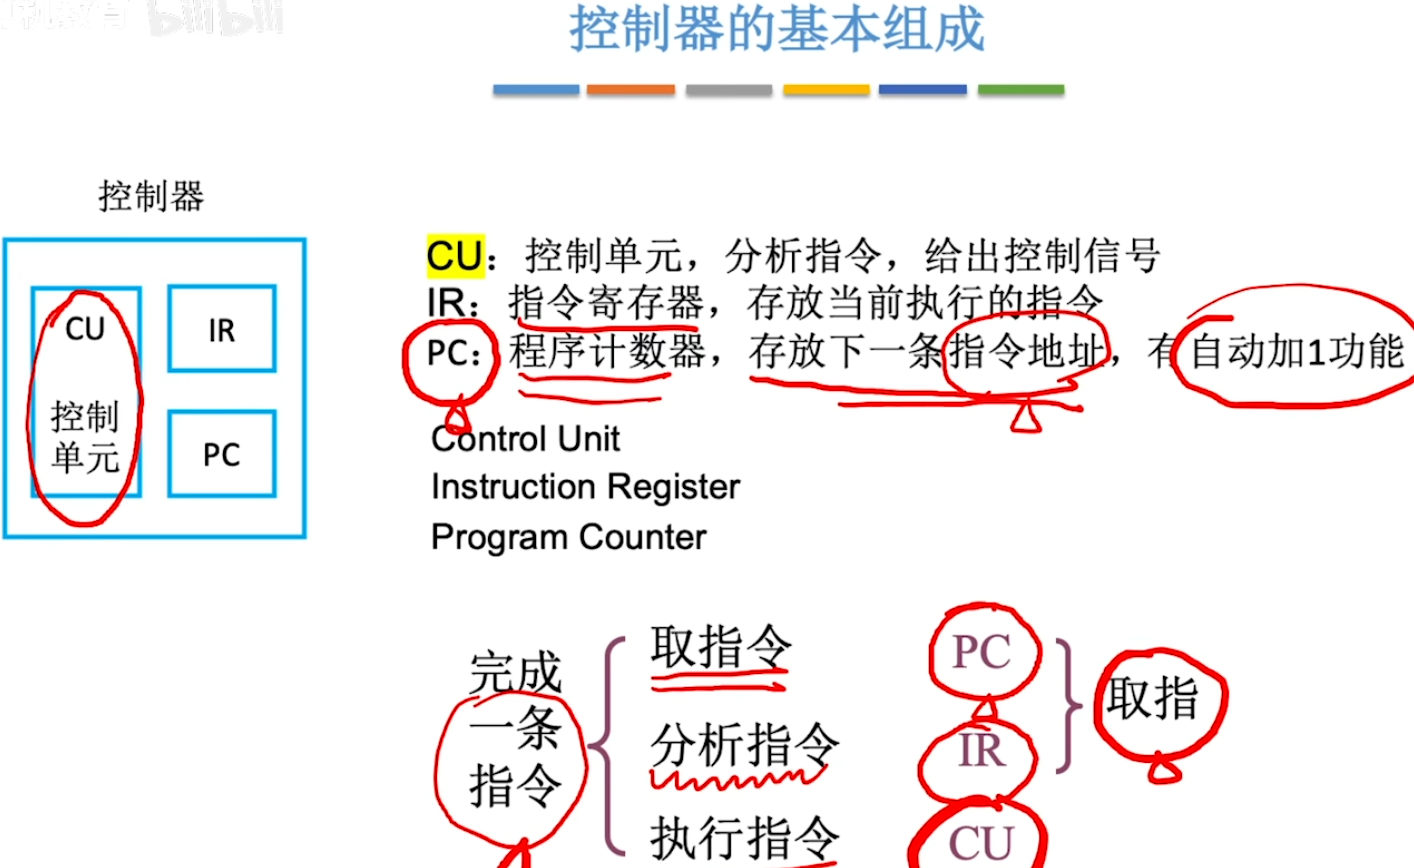 bilibili
控制器的基本组成
控制器
CU
控制
单元
IR
PC
CU：控制单元，分析指令，给出控制信号
IR：指令寄存器，存放当前执行的指令
PC：程序计数器，存放下一条指令地址，有自动加1功能
Control Unit
Instruction Register
Program Counter
完成
一条
指令
取指令
分析指令
执行指令
PC
IR
CU
取指